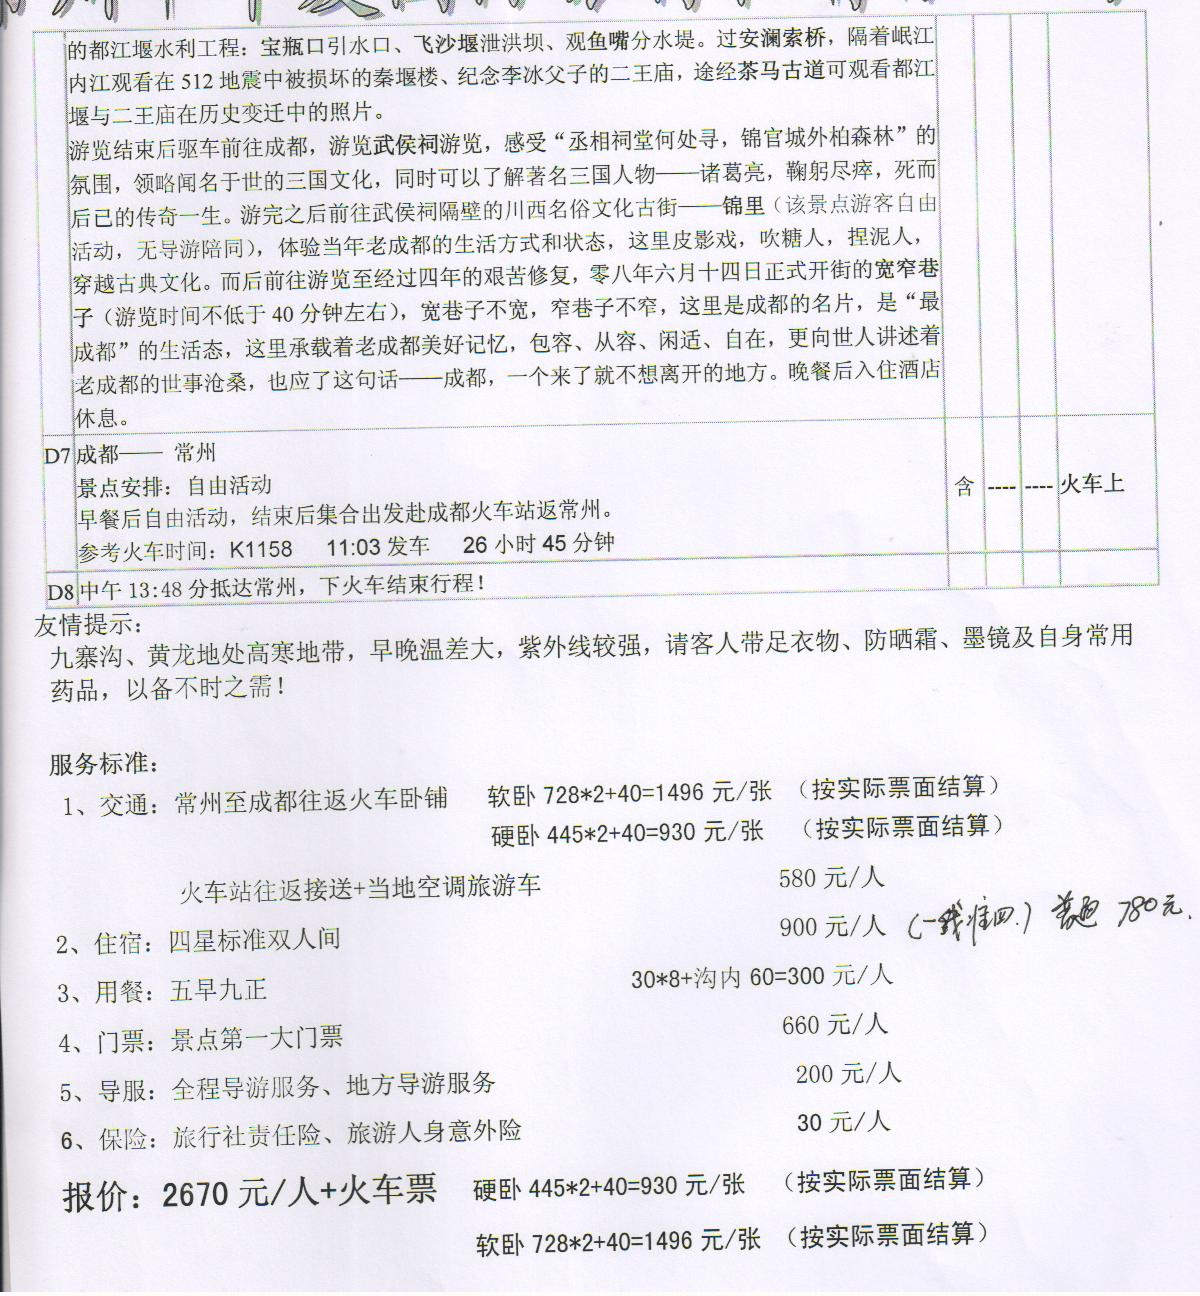 的都江堰水利工程：宝瓶口引水口、飞沙堰泄洪坝、观鱼嘴分水堤。过安澜索桥，隔着岷江
内江观看在 512 地震中被损坏的秦堰楼、纪念李冰父子的二王庙，途经茶马古道可观看都江
堰与二王庙在历史变迁中的照片。
游览结束后驱车前往成都，游览武侯祠游览，感受“丞相祠堂何处寻，锦官城外柏森林”的
氛围，领略闻名于世的三国文化，同时可以了解著名三国人物——诸葛亮，鞠躬尽瘁，死而
后已的传奇一生。游完之后前往武侯祠隔壁的川西名俗文化古街——锦里（该景点游客自由
活动，无导游陪同），体验当年老成都的生活方式和状态，这里皮影戏，吹糖人，捏泥人，
穿越古典文化。而后前往游览至经过四年的艰苦修复，零八年六月十四日正式开街的宽窄巷
子（游览时间不低于 40 分钟左右），宽巷子不宽，窄巷子不窄，这里是成都的名片，是“最
成都”的生活态，这里承载着老成都美好记忆，包容、从容、闲适、自在，更向世人讲述着
老成都的世事沧桑，也应了这句话——成都，一个来了就不想离开的地方。晚餐后入住酒店
休息。
D7 成都—— 常州
景点安排：自由活动
早餐后自由活动，结束后集合出发赴成都火车站返常州。
参考火车时间：K1158 11:03 发车 26 小时 45 分钟
含 ---- ---- 火车上
D8 中午 13:48 分抵达常州，下火车结束行程！
友情提示：
九寨沟、黄龙地处高寒地带，早晚温差大，紫外线较强，请客人带足衣物、防晒霜、墨镜及自身常用
药品，以备不时之需！
服务标准：
1、交通：常州至成都往返火车卧铺 软卧 728*2+40=1496 元/张 （按实际票面结算）
硬卧 445*2+40=930 元/张 （按实际票面结算）
火车站往返接送+当地空调旅游车 580 元/人
2、住宿：四星标准双人间 900 元/人 780元.
3、用餐：五早九正 30*8+沟内 60=300 元/人
4、门票：景点第一大门票 660 元/人
5、导服：全程导游服务、地方导游服务 200 元/人
6、保险：旅行社责任险、旅游人身意外险 30 元/人
报价：2670 元/人+火车票 硬卧 445*2+40=930 元/张 （按实际票面结算）
软卧 728*2+40=1496 元/张 （按实际票面结算）